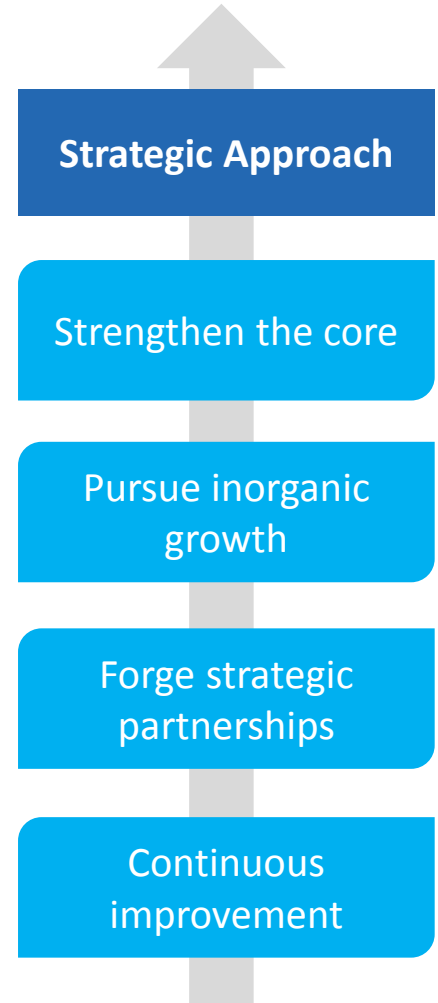 Strategic Approach
Strengthen the core
Pursue inorganic
growth
Forge strategic
partnerships
Continuous
improvement